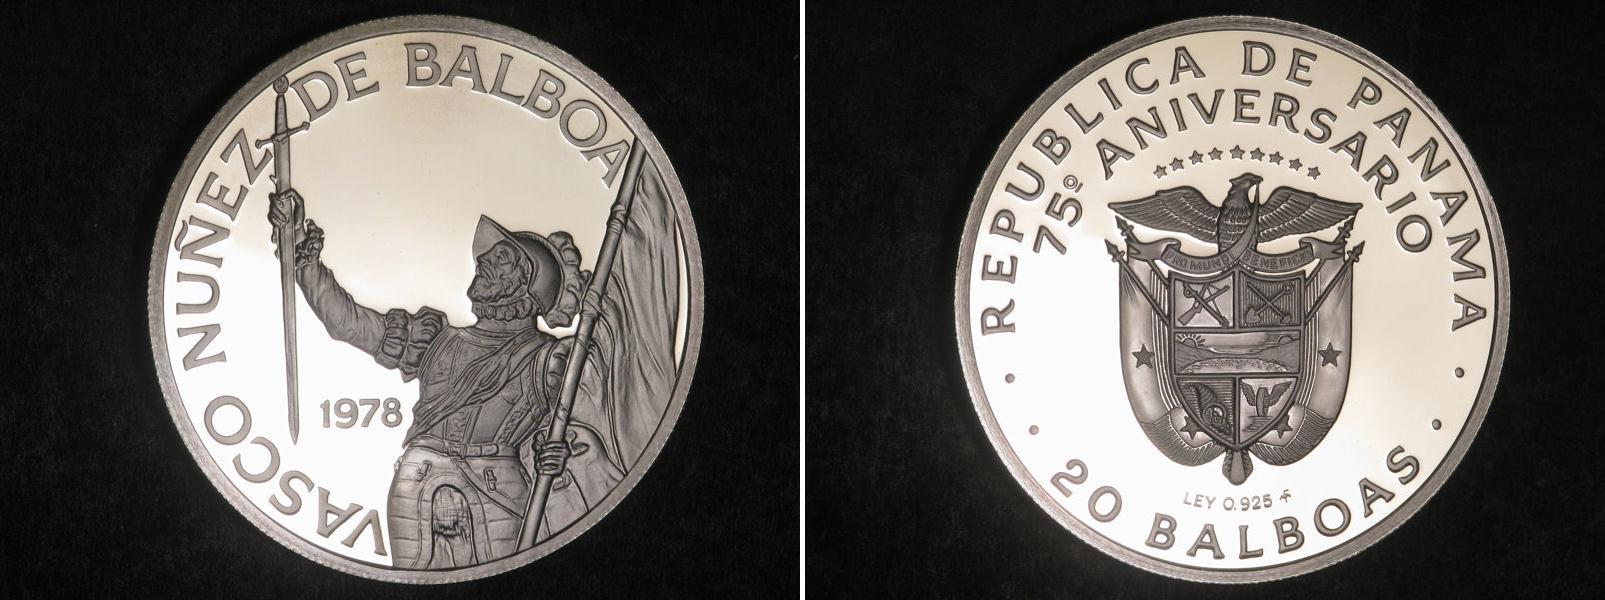 VASCO NUÑEZ DE BALBOA
1978
REPUBLICA DE PANAMA
75º ANIVERSARIO
PRO MUNDI BENEFICIO
LEY 0.925
20 BALBOAS